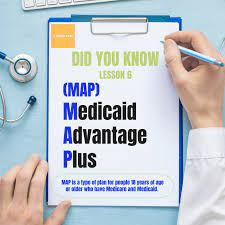 DID YOU KNOW
LESSON 6
(MAP)
Medicaid
Advantage
Plus
MAP is a type of plan for people 18 years of age
or older who have Medicare and Medicaid.